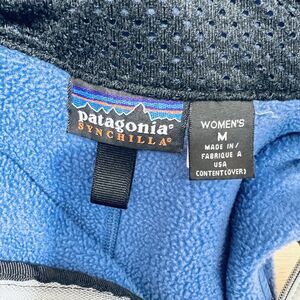 patagonia®
SYNCHILLA®
WOMEN'S
M
MADE IN/
FABRIQUE A
USA
CONTENT(OVER)